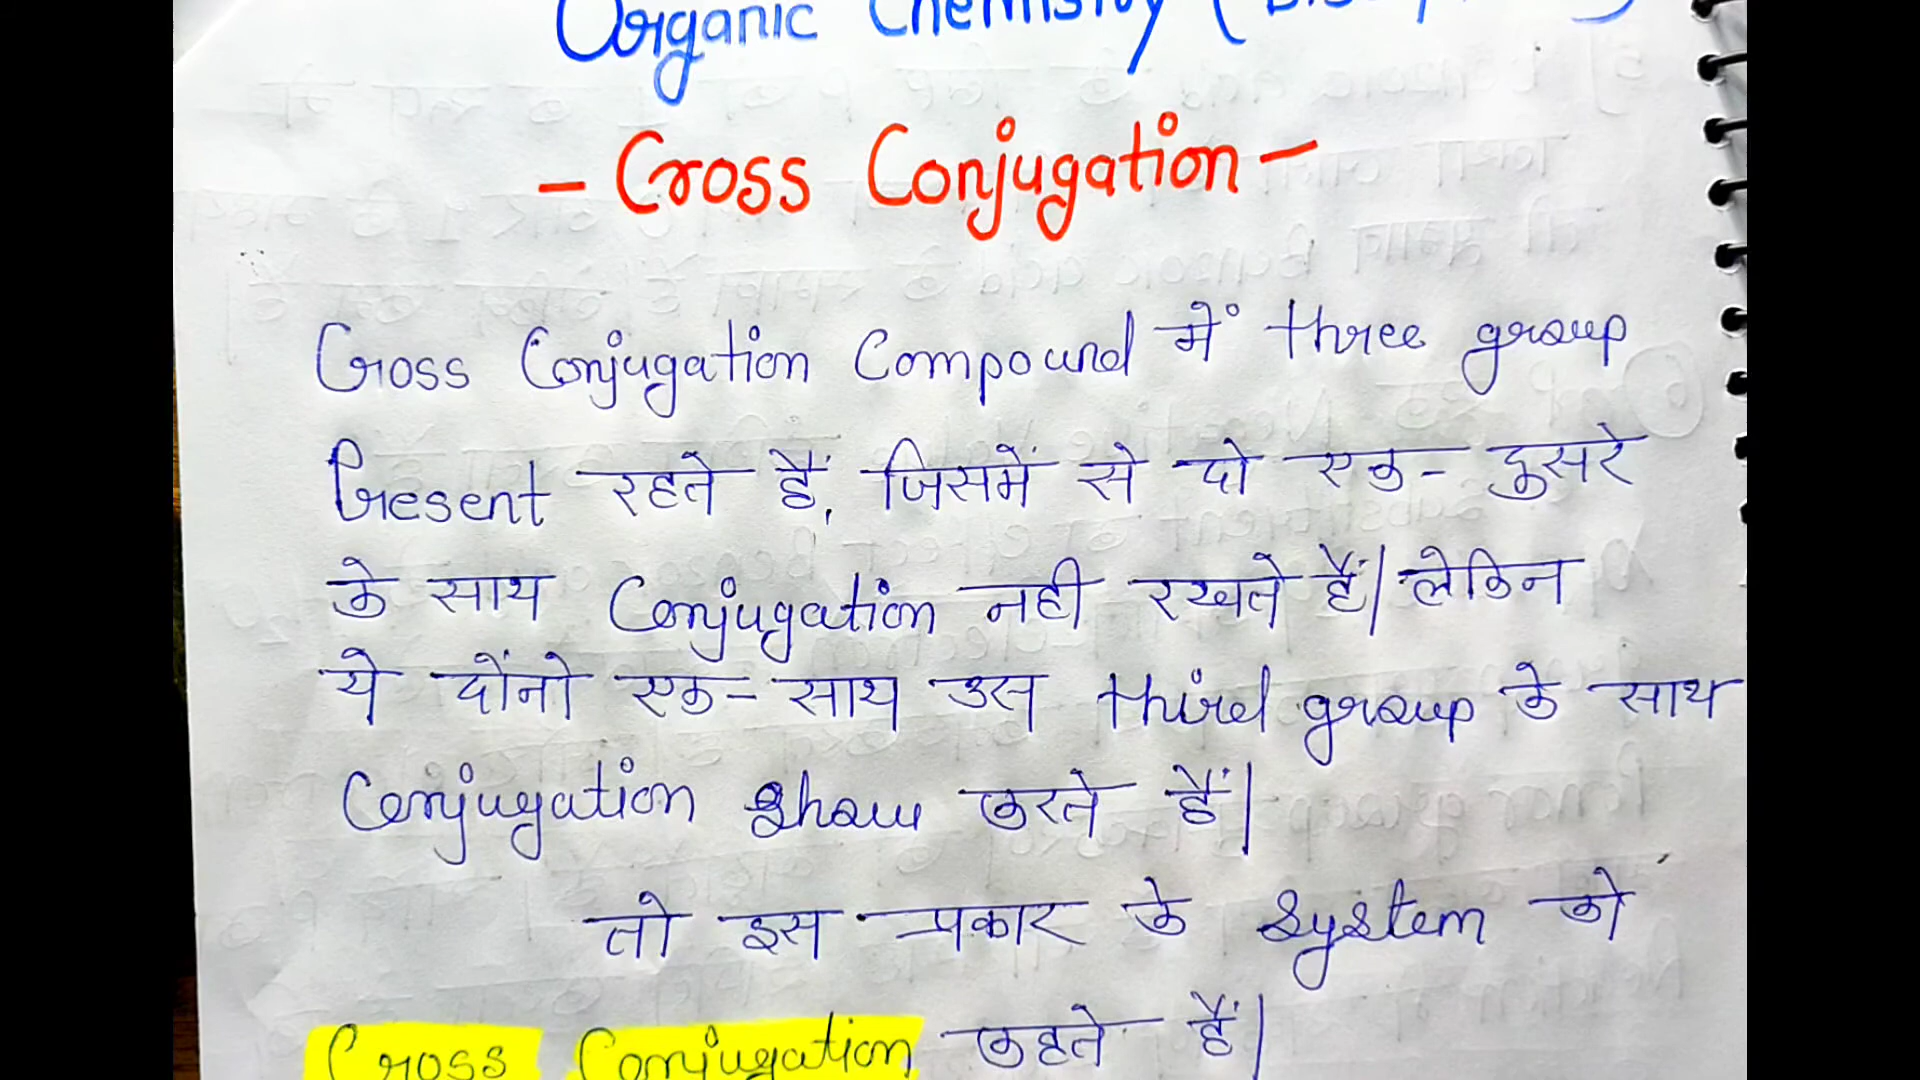 Organic Chemistry (
- Cross Conjugation -
Cross Conjugation Compound में three group
Present रहते हैं, जिसमें से दो एक- दुसरे
के साथ Conjugation नही रखते हैं| लेकिन
ये दोंनो एक- साथ उस third group के साथ
Conjugation show करते हैं|
तो इस प्रकार के system को
Cross Conjugation कहते हैं|